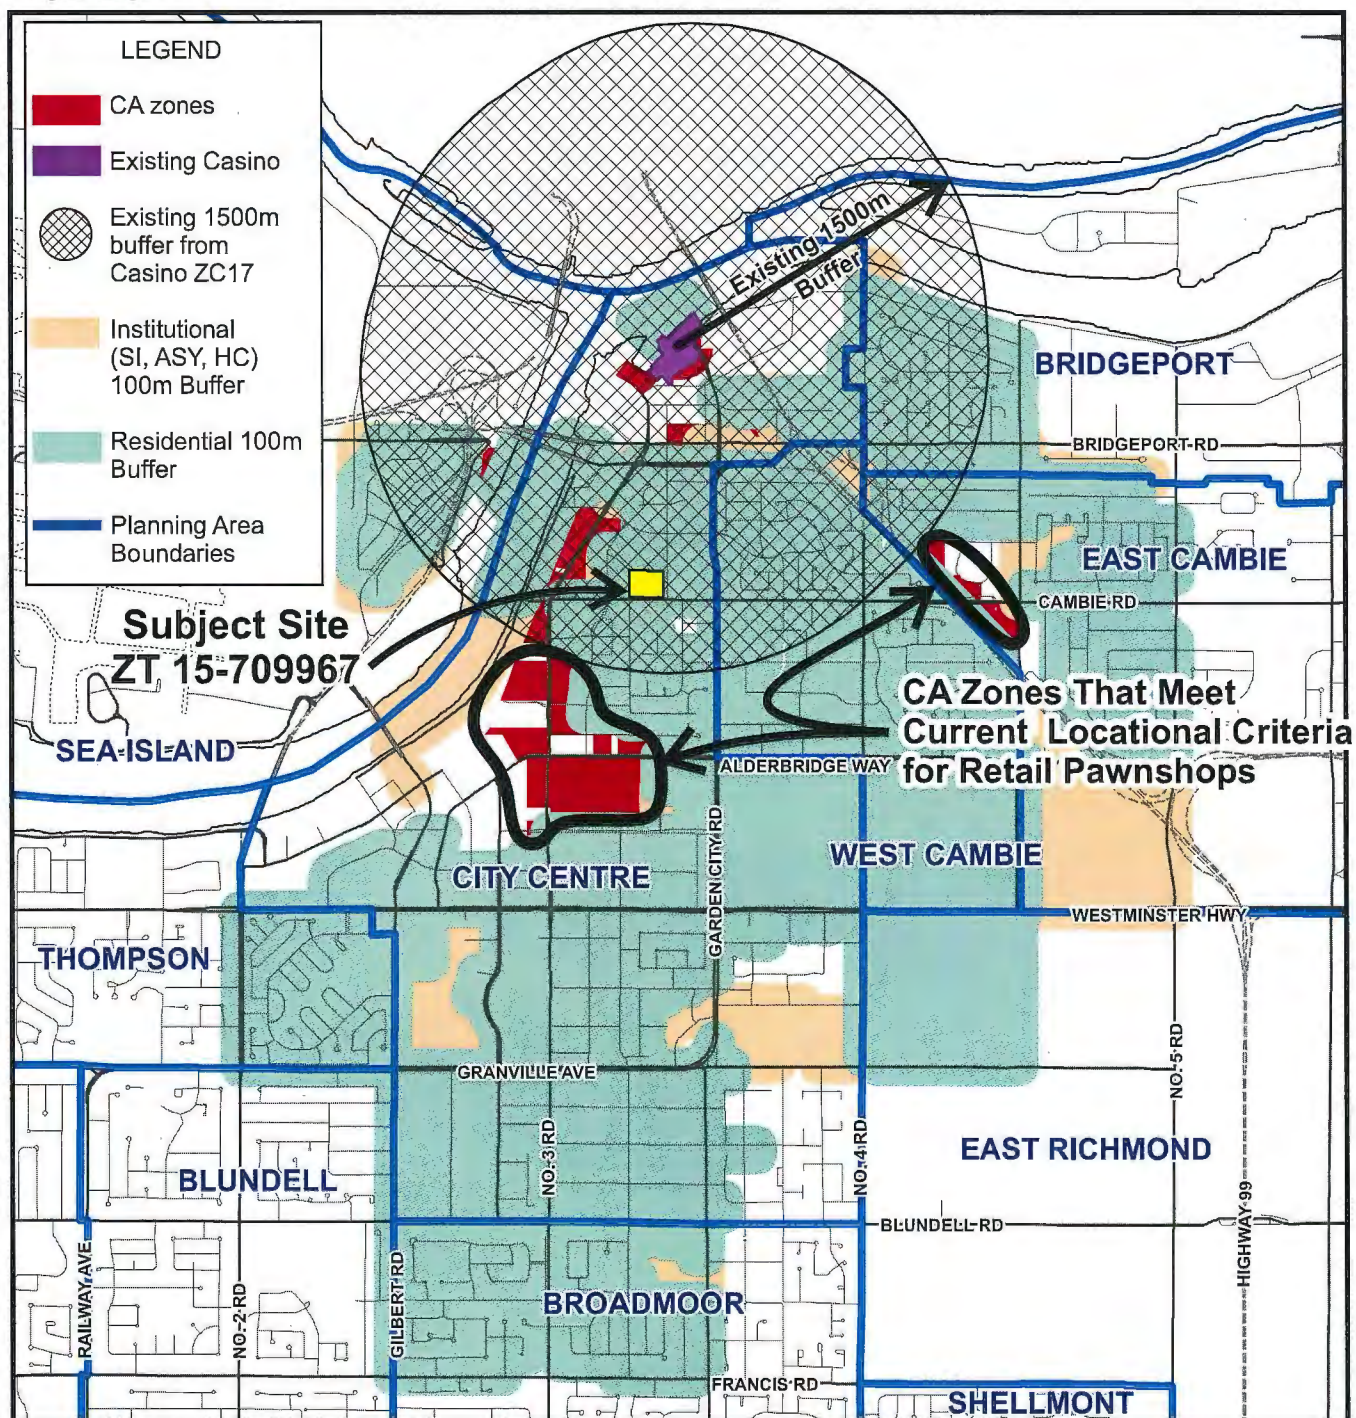 LEGEND
CA zones
Existing Casino
Existing 1500m
buffer from
Casino ZC17
Institutional
(SI, ASY, HC)
100m Buffer
Residential 100m
Buffer
Planning Area
Boundaries
Existing 1500m
Buffer
BRIDGEPORT
BRIDGEPORT RD
EAST CAMBIE
CAMBIE RD
Subject Site
ZT 15-709967
SEA ISLAND
CA Zones That Meet
Current Locational Criteria
for Retail Pawnshops
ALDERBRIDGE WAY
GARDEN CITY RD
CITY CENTRE
WEST CAMBIE
WESTMINSTER HWY
THOMPSON
GRANVILLE AVE
NO. 5 RD
NO. 3 RD
NO. 4 RD
EAST RICHMOND
BLUNDELL
BLUNDELL RD
HIGHWAY 99
RAILWAY AVE
NO. 2 RD
GILBERT RD
BROADMOOR
FRANCIS RD
SHELLMONT